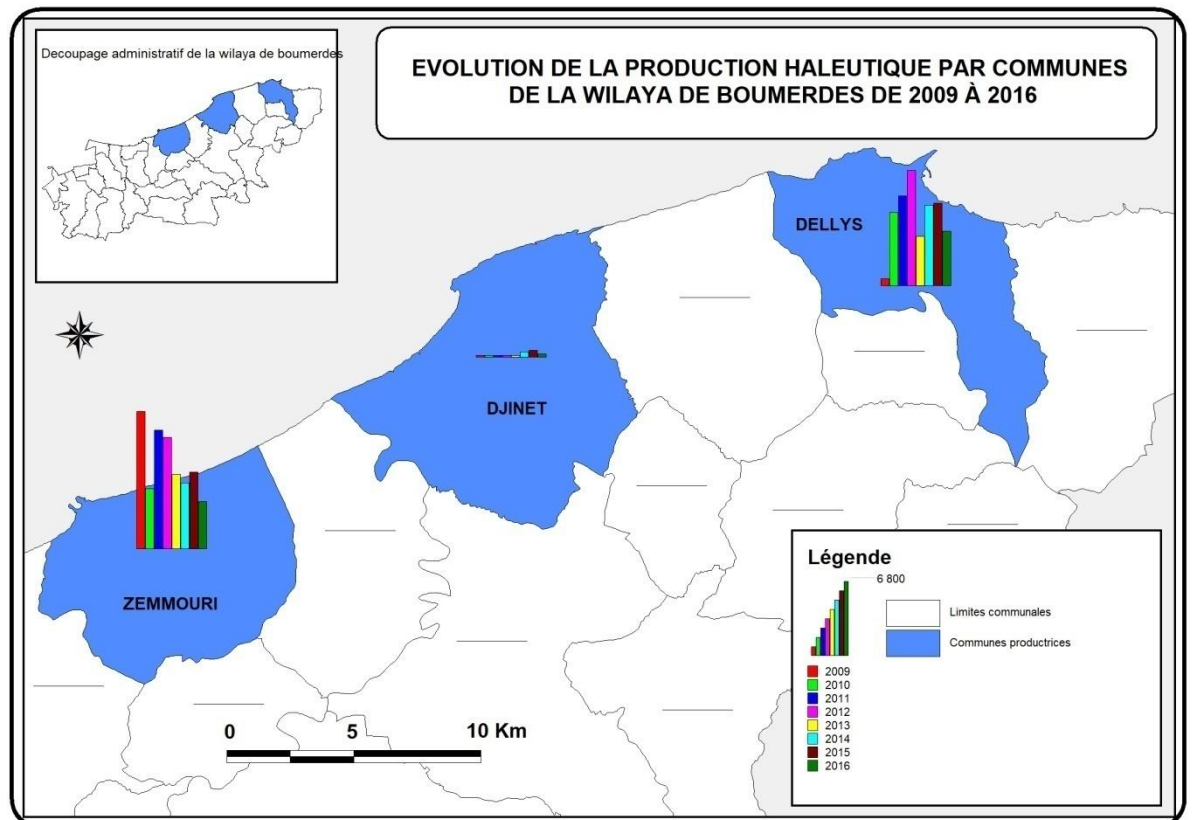 Decoupage administratif de la wilaya de boumerdes
EVOLUTION DE LA PRODUCTION HALEUTIQUE PAR COMMUNES
DE LA WILAYA DE BOUMERDES DE 2009 À 2016
DELLYS
DJINET
ZEMMOURI
Légende
6 800
Limites communales
Communes productrices
2009
2010
2011
2012
2013
2014
2015
2016
0 5 10 Km